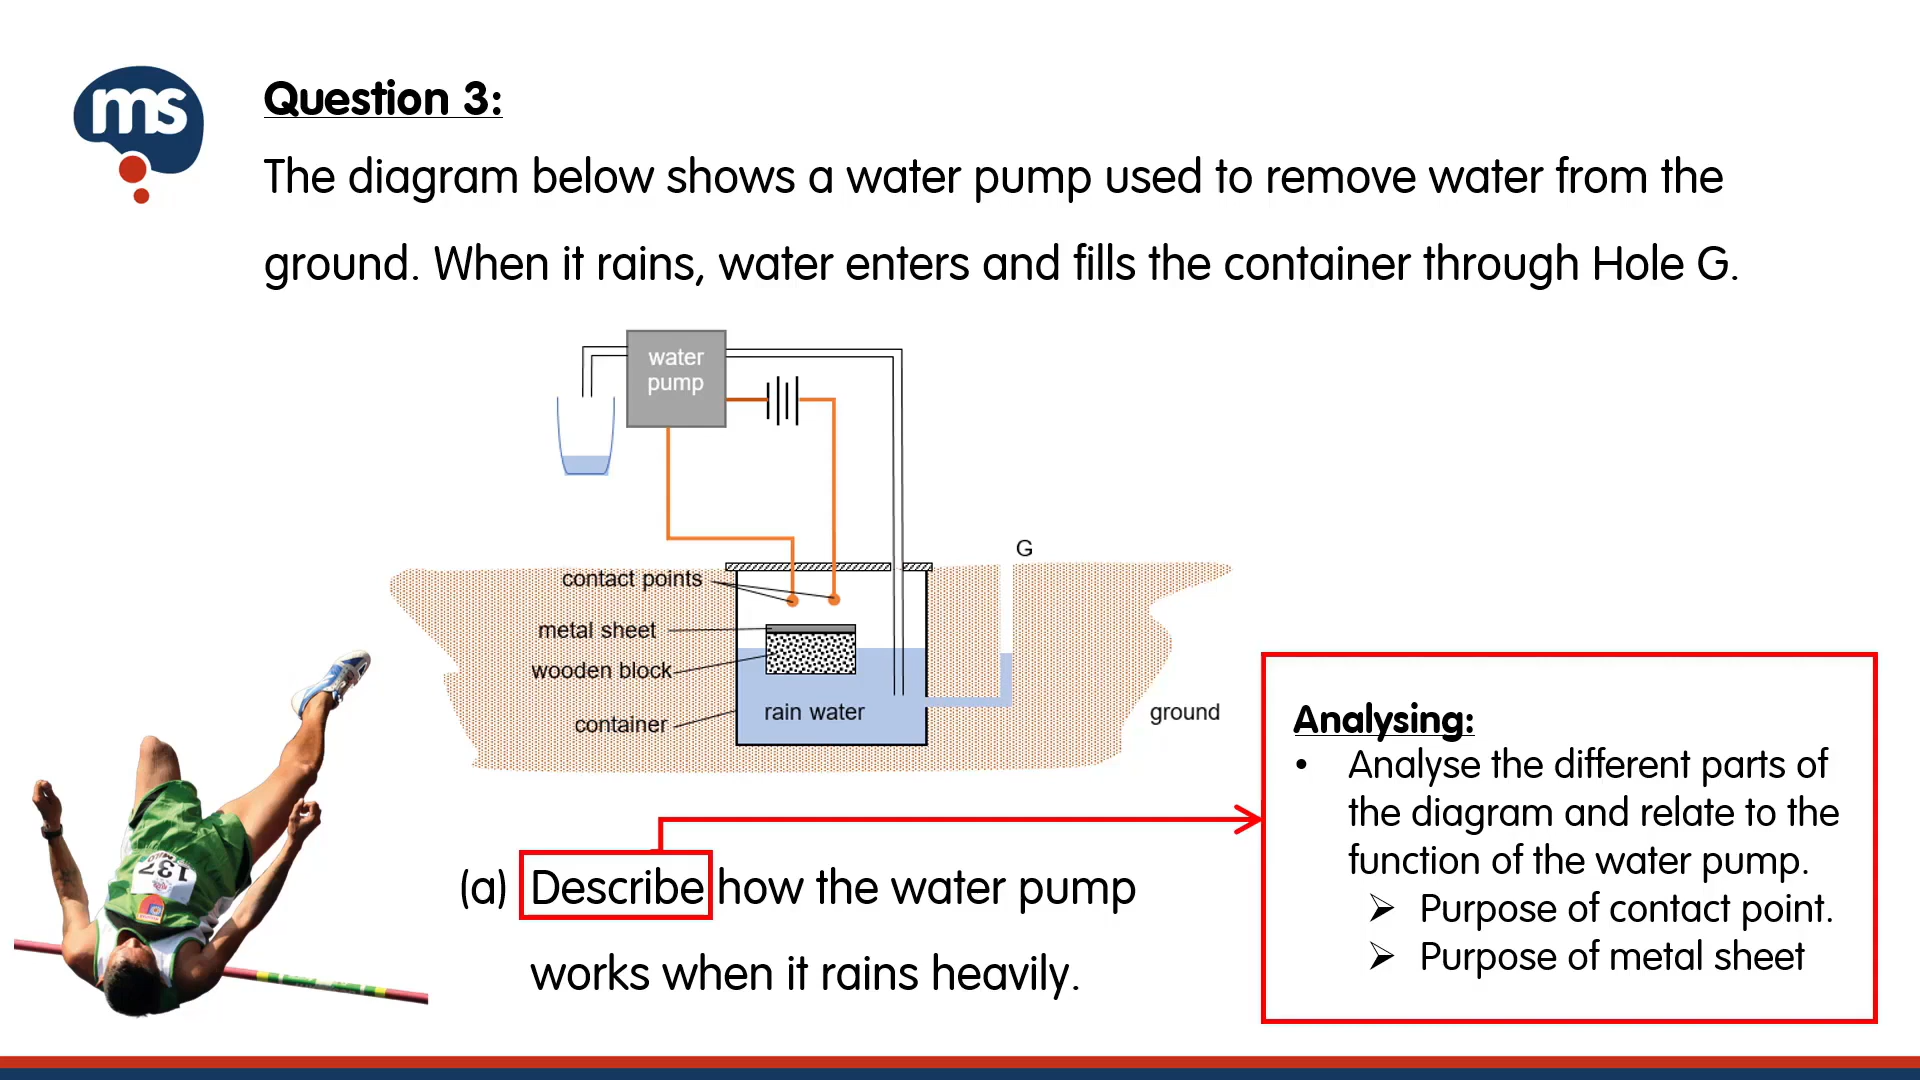 ms
Question 3:
The diagram below shows a water pump used to remove water from the
ground. When it rains, water enters and fills the container through Hole G.
water
pump
G
contact points
metal sheet
wooden block
container
rain water
ground
137
(a) Describe how the water pump
works when it rains heavily.
Analysing:
• Analyse the different parts of
the diagram and relate to the
function of the water pump.
➢ Purpose of contact point.
➢ Purpose of metal sheet